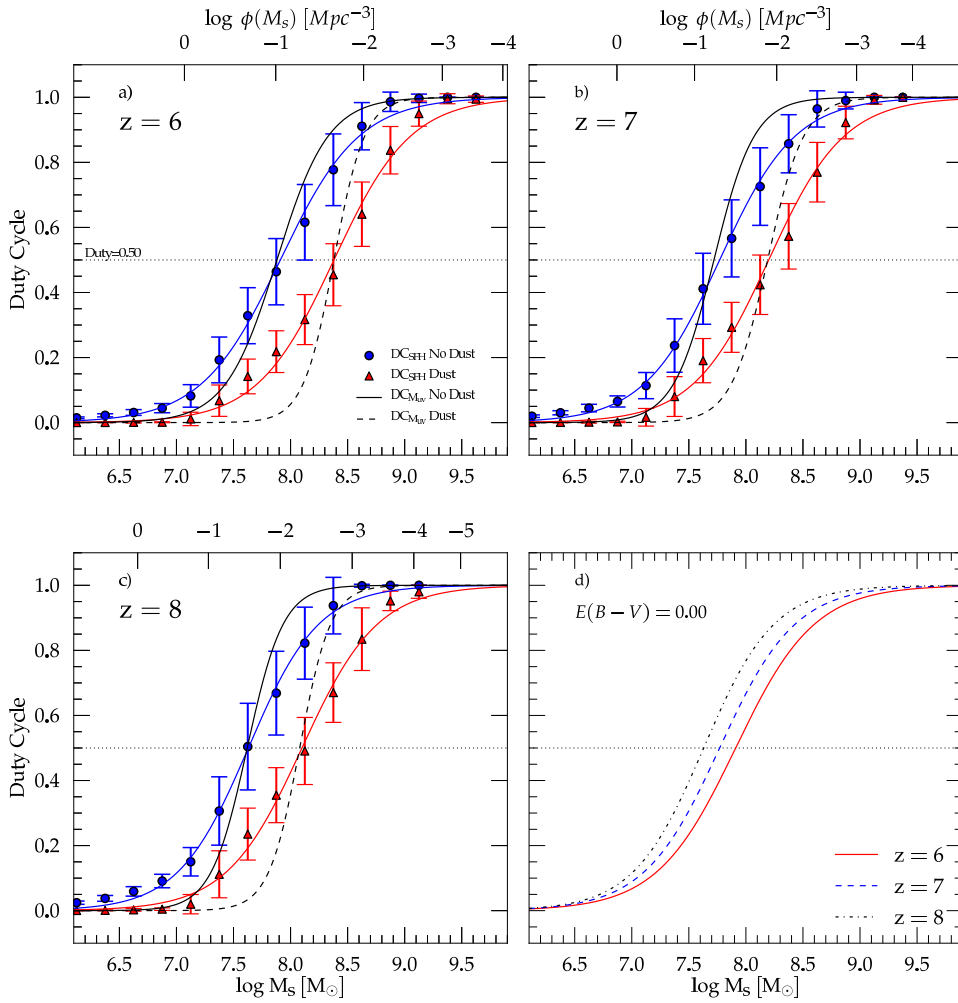 log ϕ(Mₛ) [Mpc⁻³] log ϕ(Mₛ) [Mpc⁻³]
0 −1 −2 −3 −4 0 −1 −2 −3 −4
a) b)
z = 6 z = 7
1.0
0.8
0.6
0.4
0.2
0.0
Duty Cycle
Duty=0.50
DC_SFH No Dust
DC_SFH Dust
DC_Muv No Dust
DC_Muv Dust
6.5 7.0 7.5 8.0 8.5 9.0 9.5 6.5 7.0 7.5 8.0 8.5 9.0 9.5
0 −1 −2 −3 −4 −5
c) d)
z = 8 E(B − V) = 0.00
1.0
0.8
0.6
0.4
0.2
0.0
Duty Cycle
z = 6
z = 7
z = 8
6.5 7.0 7.5 8.0 8.5 9.0 9.5 6.5 7.0 7.5 8.0 8.5 9.0 9.5
log Mₛ [M⊙] log Mₛ [M⊙]